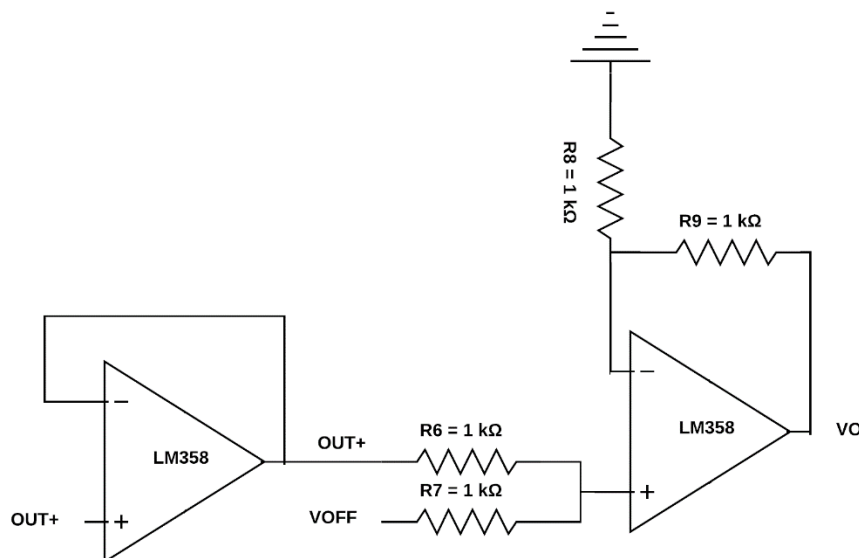 R8 = 1 kΩ
R9 = 1 kΩ
−
LM358
VO
+
−
LM358
OUT+
+
OUT+
R6 = 1 kΩ
R7 = 1 kΩ
VOFF